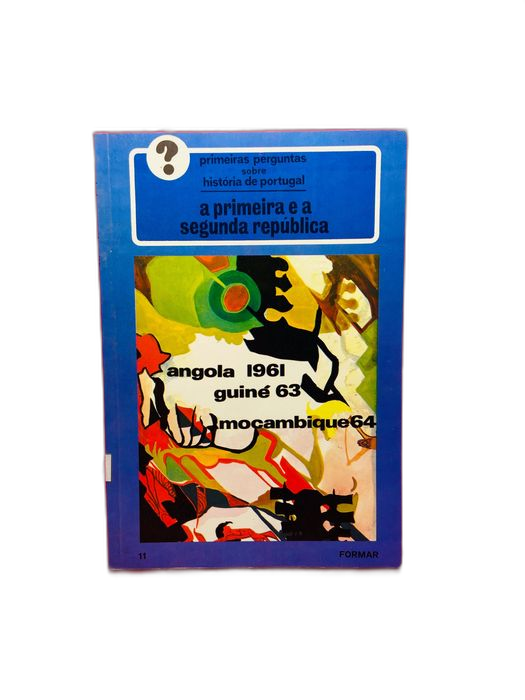 ?
primeiras perguntas
sobre
história de portugal
a primeira e a
segunda república
angola 1961
guiné 63
moçambique'64
11
FORMAR